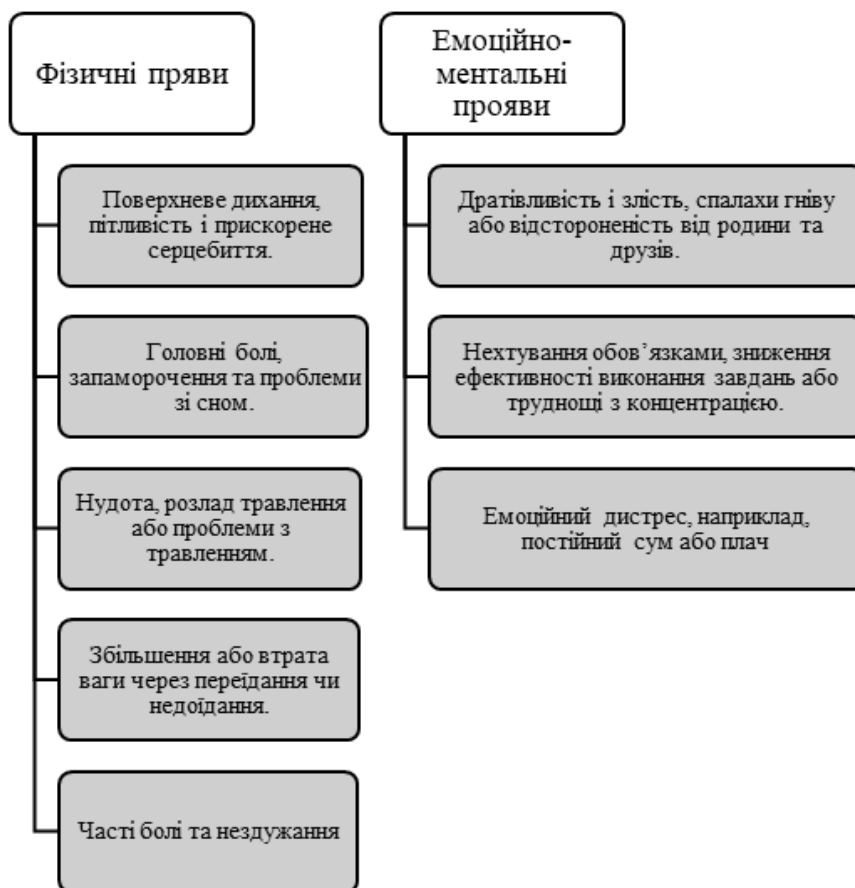 Фізичні пряви
Поверхневе дихання,
пітливість і прискорене
серцебиття.
Головні болі,
запаморочення та проблеми
зі сном.
Нудота, розлад травлення
або проблеми з
травленням.
Збільшення або втрата
ваги через переїдання чи
недоїдання.
Часті болі та нездужання
Емоційно-
ментальні
прояви
Дратівливість і злість, спалахи гніву
або відстороненість від родини та
друзів.
Нехтування обов’язками, зниження
ефективності виконання завдань або
труднощі з концентрацією.
Емоційний дистрес, наприклад,
постійний сум або плач